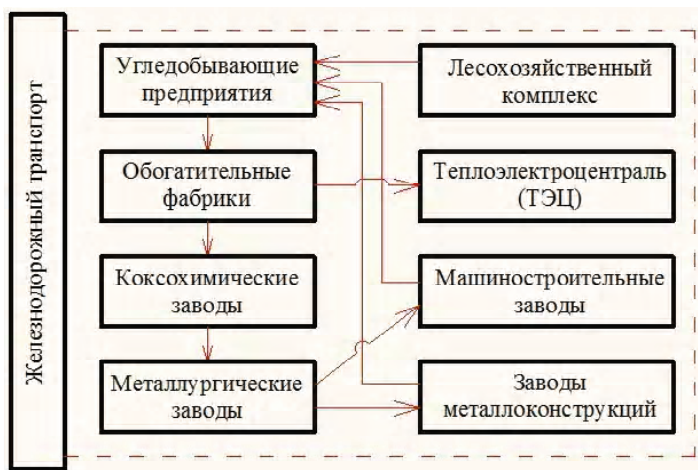 Железнодорожный транспорт
Угледобывающие
предприятия
Лесохозяйственный
комплекс
Обогатительные
фабрики
Теплоэлектроцентраль
(ТЭЦ)
Коксохимические
заводы
Машиностроительные
заводы
Металлургические
заводы
Заводы
металлоконструкций